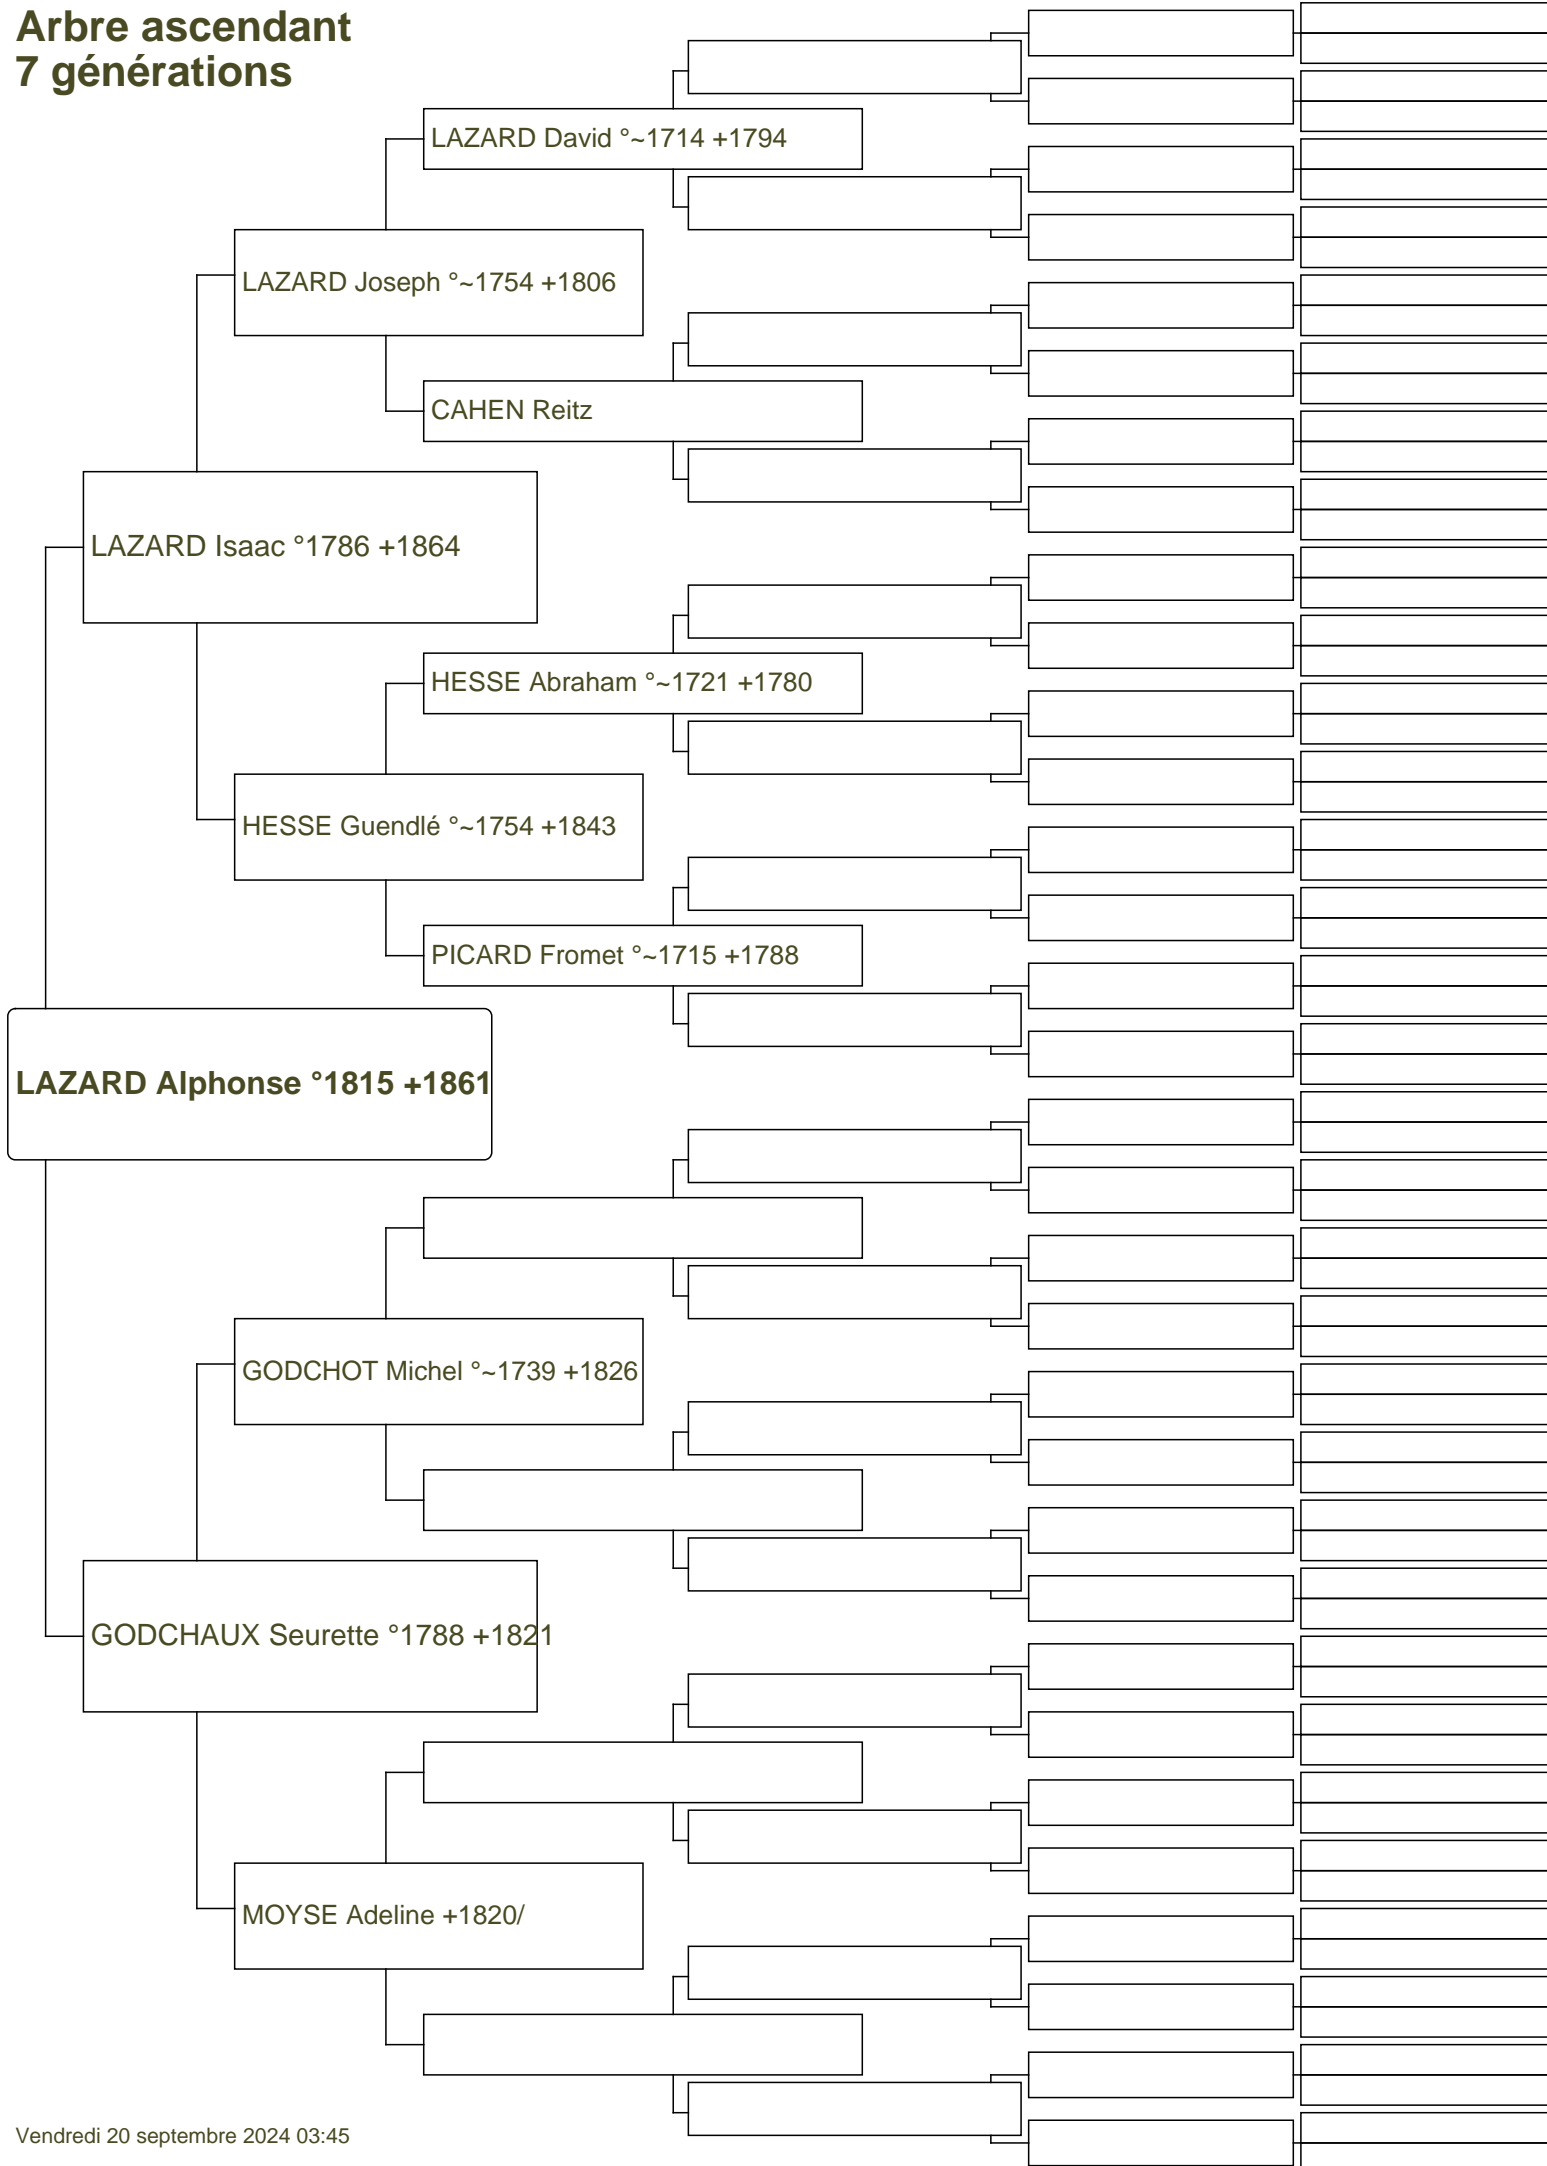 Arbre ascendant
7 générations
LAZARD David °~1714 +1794
LAZARD Joseph °~1754 +1806
CAHEN Reitz
LAZARD Isaac °1786 +1864
HESSE Abraham °~1721 +1780
HESSE Guendlé °~1754 +1843
PICARD Fromet °~1715 +1788
LAZARD Alphonse °1815 +1861
GODCHOT Michel °~1739 +1826
GODCHAUX Seurette °1788 +1821
MOYSE Adeline +1820/
Vendredi 20 septembre 2024 03:45